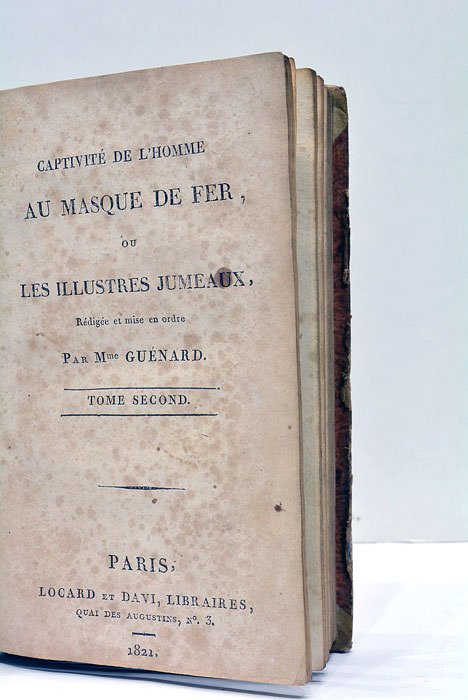 CAPTIVITÉ DE L'HOMME
AU MASQUE DE FER,
OU
LES ILLUSTRES JUMEAUX,
Rédigée et mise en ordre
PAR Mme GUÉNARD.
TOME SECOND.
PARIS,
LOCARD ET DAVI, LIBRAIRES,
QUAI DES AUGUSTINS, N°. 3.
1821.